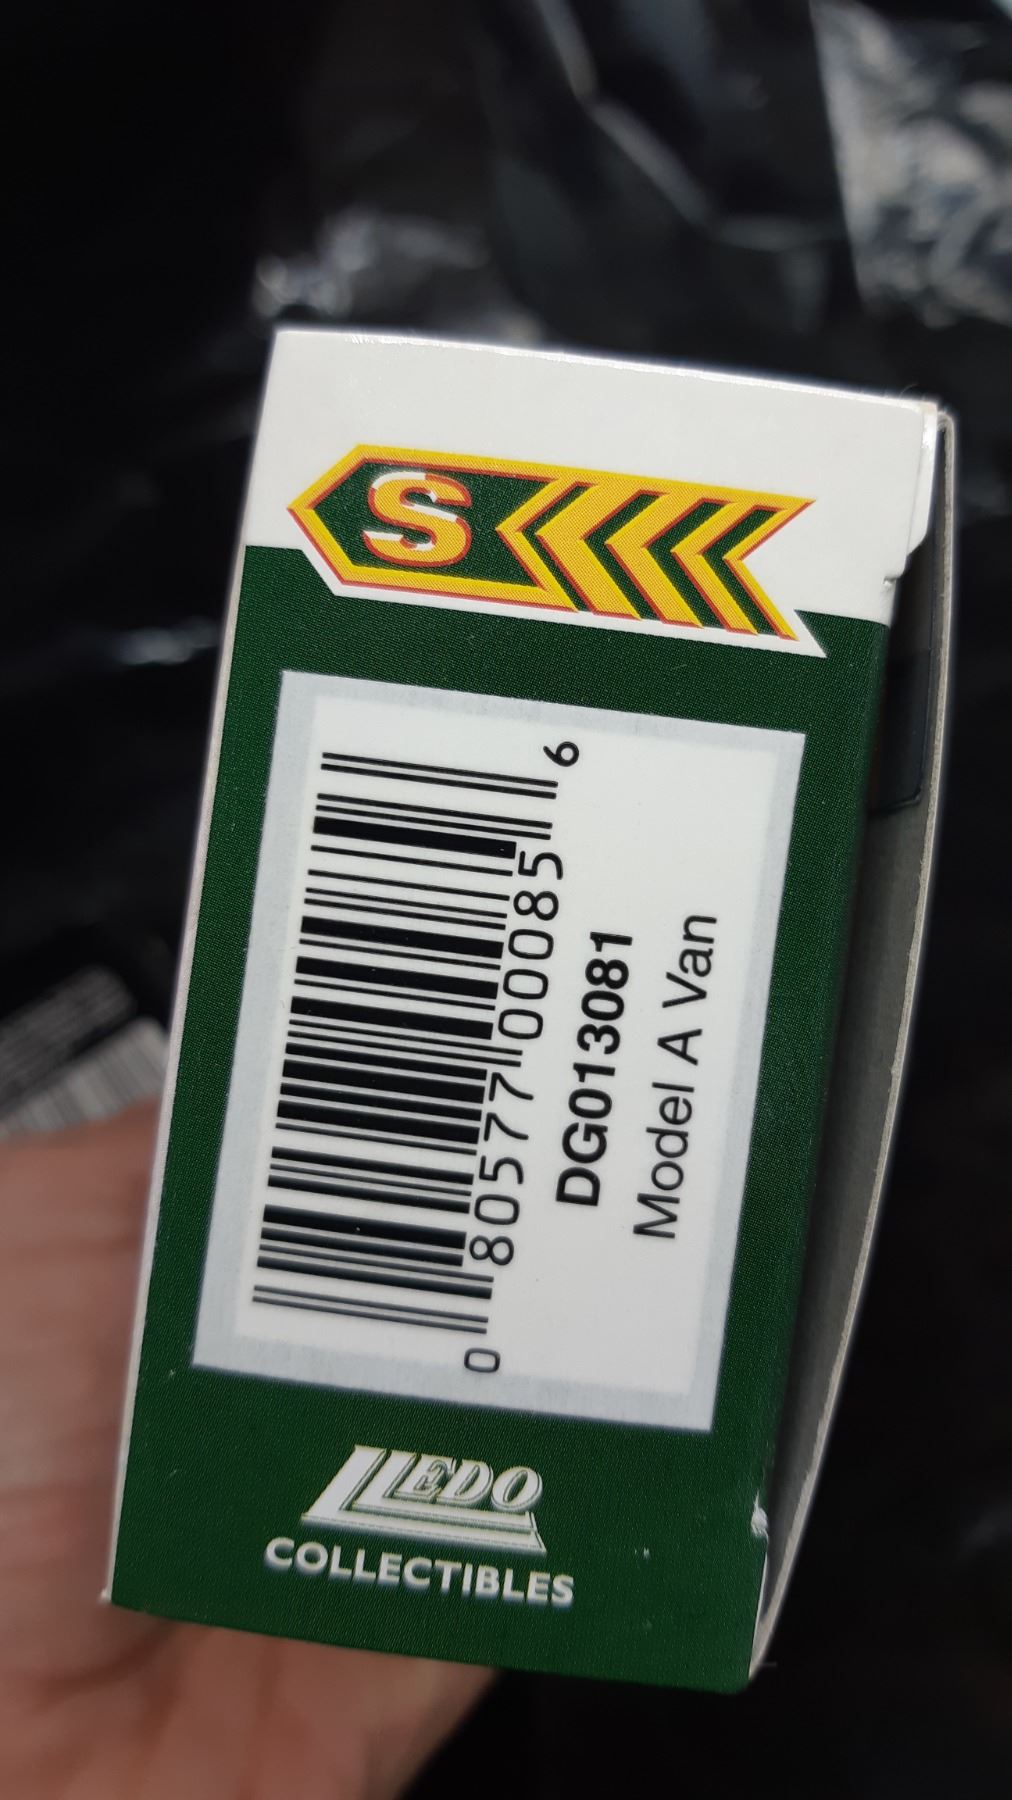 S
0 80577 00085 6
DG013081
Model A Van
LLEDO
COLLECTIBLES